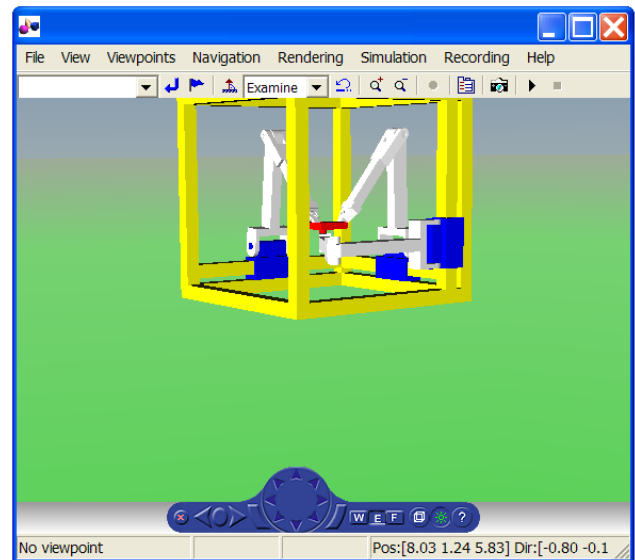 File View Viewpoints Navigation Rendering Simulation Recording Help
Examine
W E F ?
No viewpoint Pos:[8.03 1.24 5.83] Dir:[-0.80 -0.1